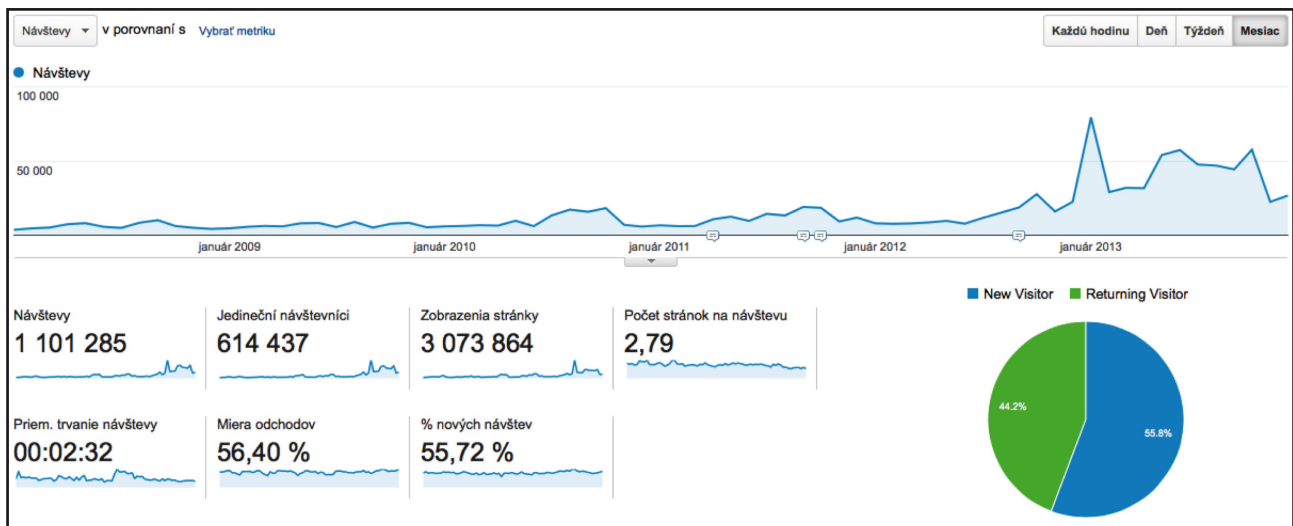 Návštevy v porovnaní s Vybrať metriku Každú hodinu Deň Týždeň Mesiac
Návštevy
100 000
50 000
január 2009 január 2010 január 2011 január 2012 január 2013
New Visitor Returning Visitor
Návštevy Jedineční návštevníci Zobrazenia stránky Počet stránok na návštevu
1 101 285 614 437 3 073 864 2,79
44.2%
55.8%
Priem. trvanie návštevy Miera odchodov % nových návštev
00:02:32 56,40 % 55,72 %